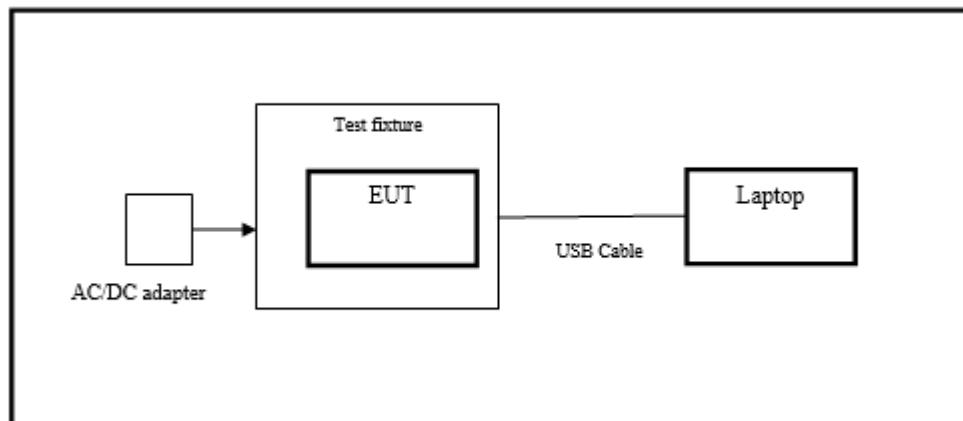 Test fixture
EUT
Laptop
USB Cable
AC/DC adapter